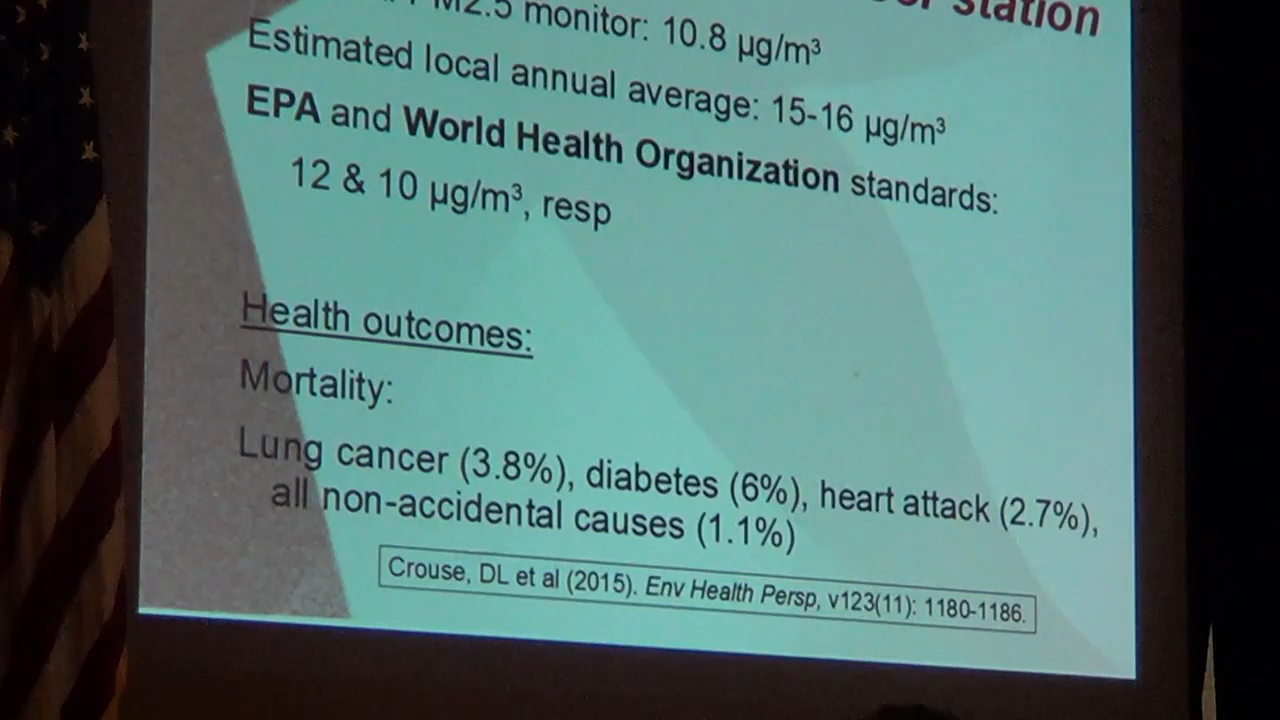 station
M2.5 monitor: 10.8 µg/m³
Estimated local annual average: 15-16 µg/m³
EPA and World Health Organization standards:
12 & 10 µg/m³, resp
Health outcomes:
Mortality:
Lung cancer (3.8%), diabetes (6%), heart attack (2.7%),
all non-accidental causes (1.1%)
Crouse, DL et al (2015). Env Health Persp, v123(11): 1180-1186.